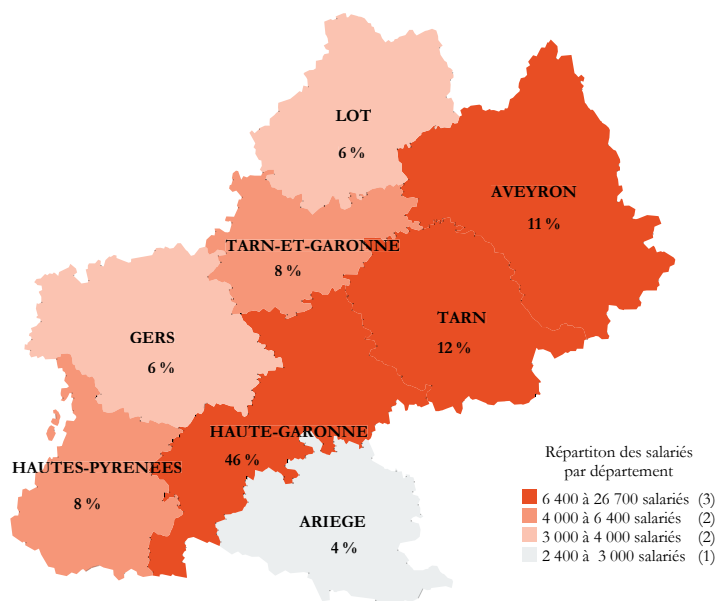 LOT
6 %
AVEYRON
11 %
TARN-ET-GARONNE
8 %
TARN
12 %
GERS
6 %
HAUTE-GARONNE
46 %
HAUTES-PYRENEES
8 %
ARIEGE
4 %
Répartiton des salariés
par département
6 400 à 26 700 salariés (3)
4 000 à 6 400 salariés (2)
3 000 à 4 000 salariés (2)
2 400 à 3 000 salariés (1)